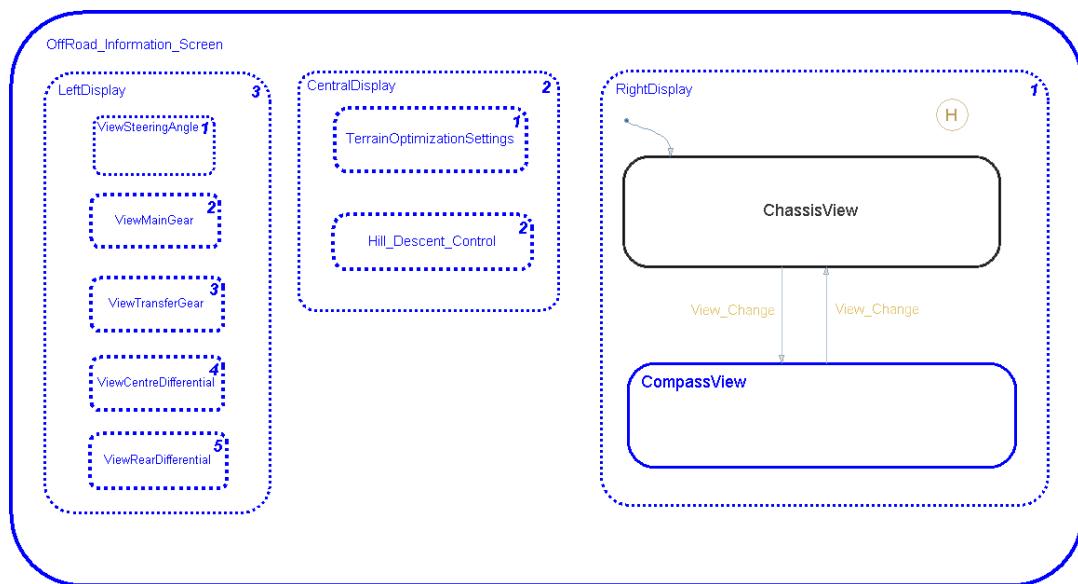 OffRoad_Information_Screen
LeftDisplay 3
ViewSteeringAngle 1
ViewMainGear 2
ViewTransferGear 3
ViewCentreDifferential 4
ViewRearDifferential 5
CentralDisplay 2
TerrainOptimizationSettings 1
Hill_Descent_Control 2
RightDisplay 1
H
ChassisView
View_Change View_Change
CompassView